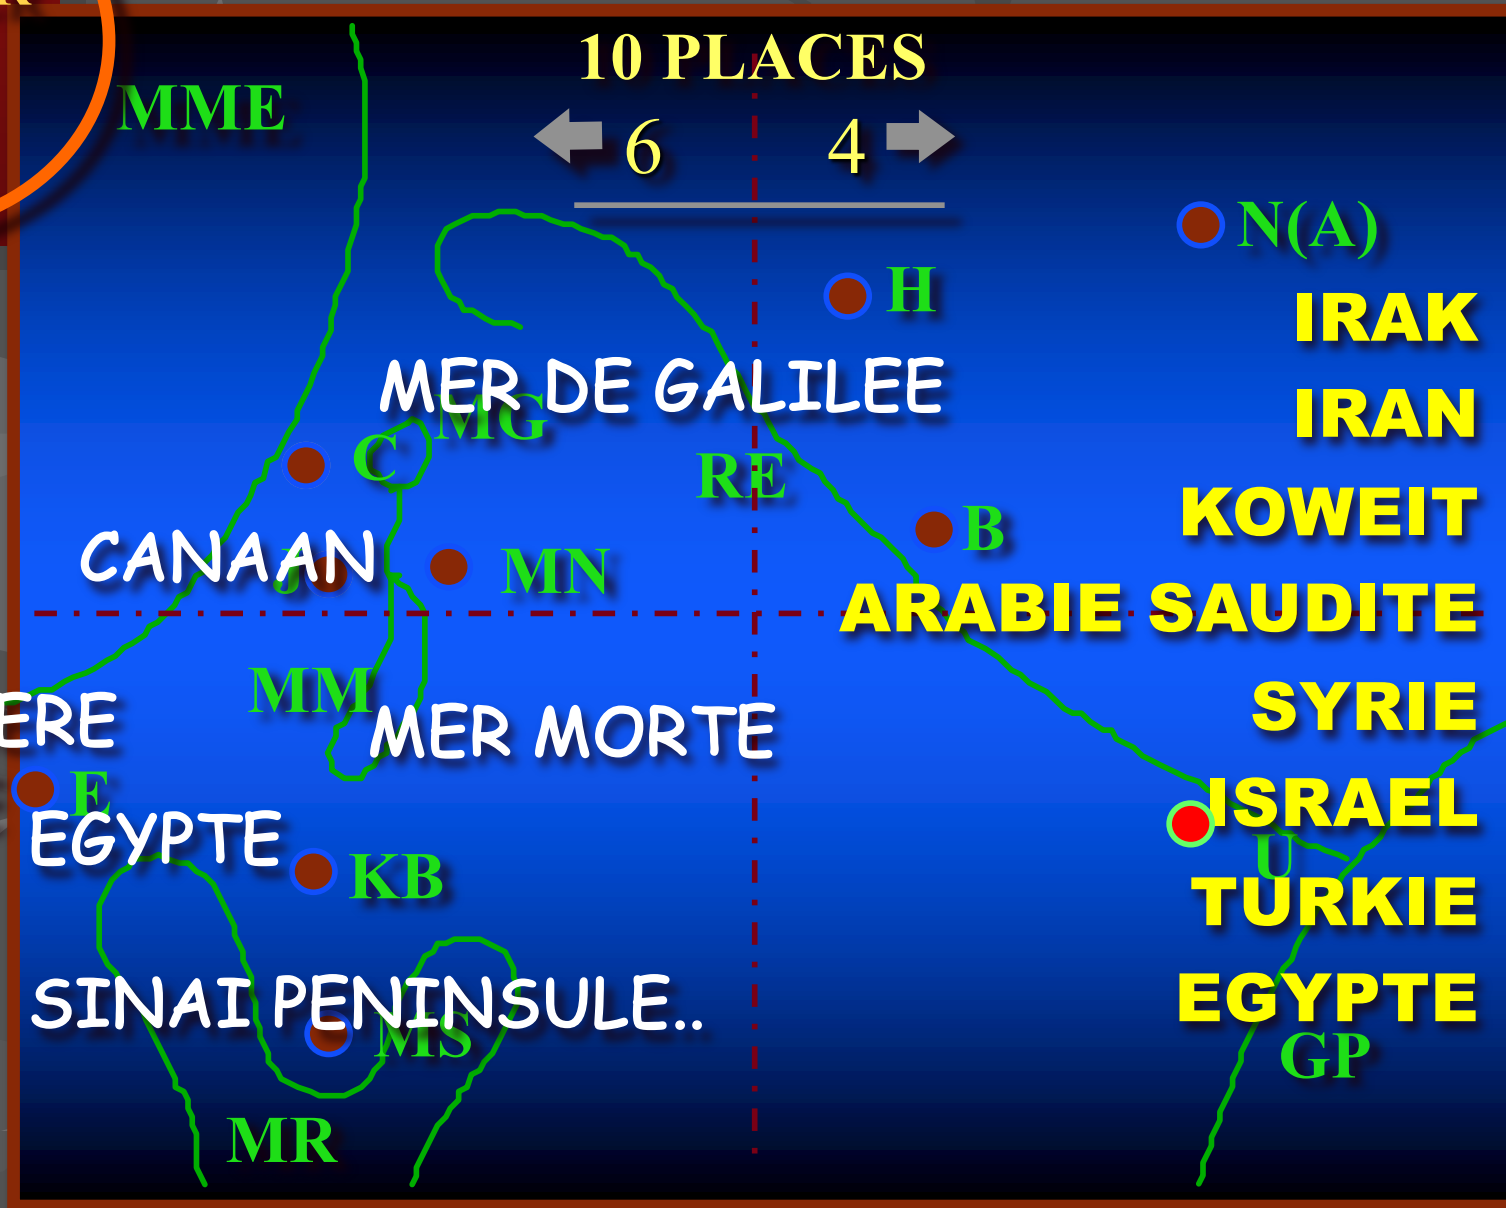 10 PLACES
MME
6 4
N(A)
H
IRAK
MER DE GALILEE
MG
IRAN
C
RE
KOWEIT
B
CANAAN
J
MN
ARABIE SAUDITE
MM
SYRIE
ERE
MER MORTE
E
ISRAEL
EGYPTE
U
KB
TURKIE
SINAI PENINSULE..
EGYPTE
MS
GP
MR